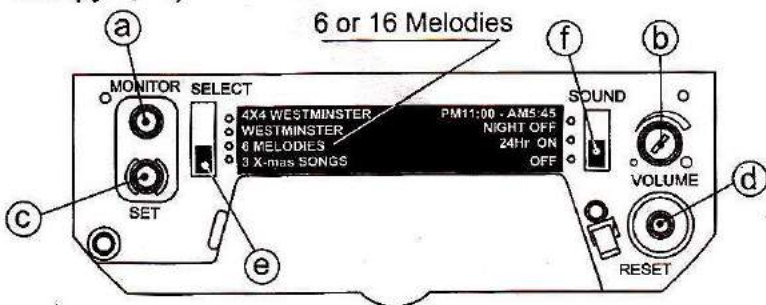 6 or 16 Melodies
a
f
b
MONITOR
SELECT
SOUND
4X4 WESTMINSTER PM11:00 - AM5:45
WESTMINSTER NIGHT OFF
6 MELODIES 24Hr ON
3 X-mas SONGS OFF
VOLUME
c
d
SET
e
RESET